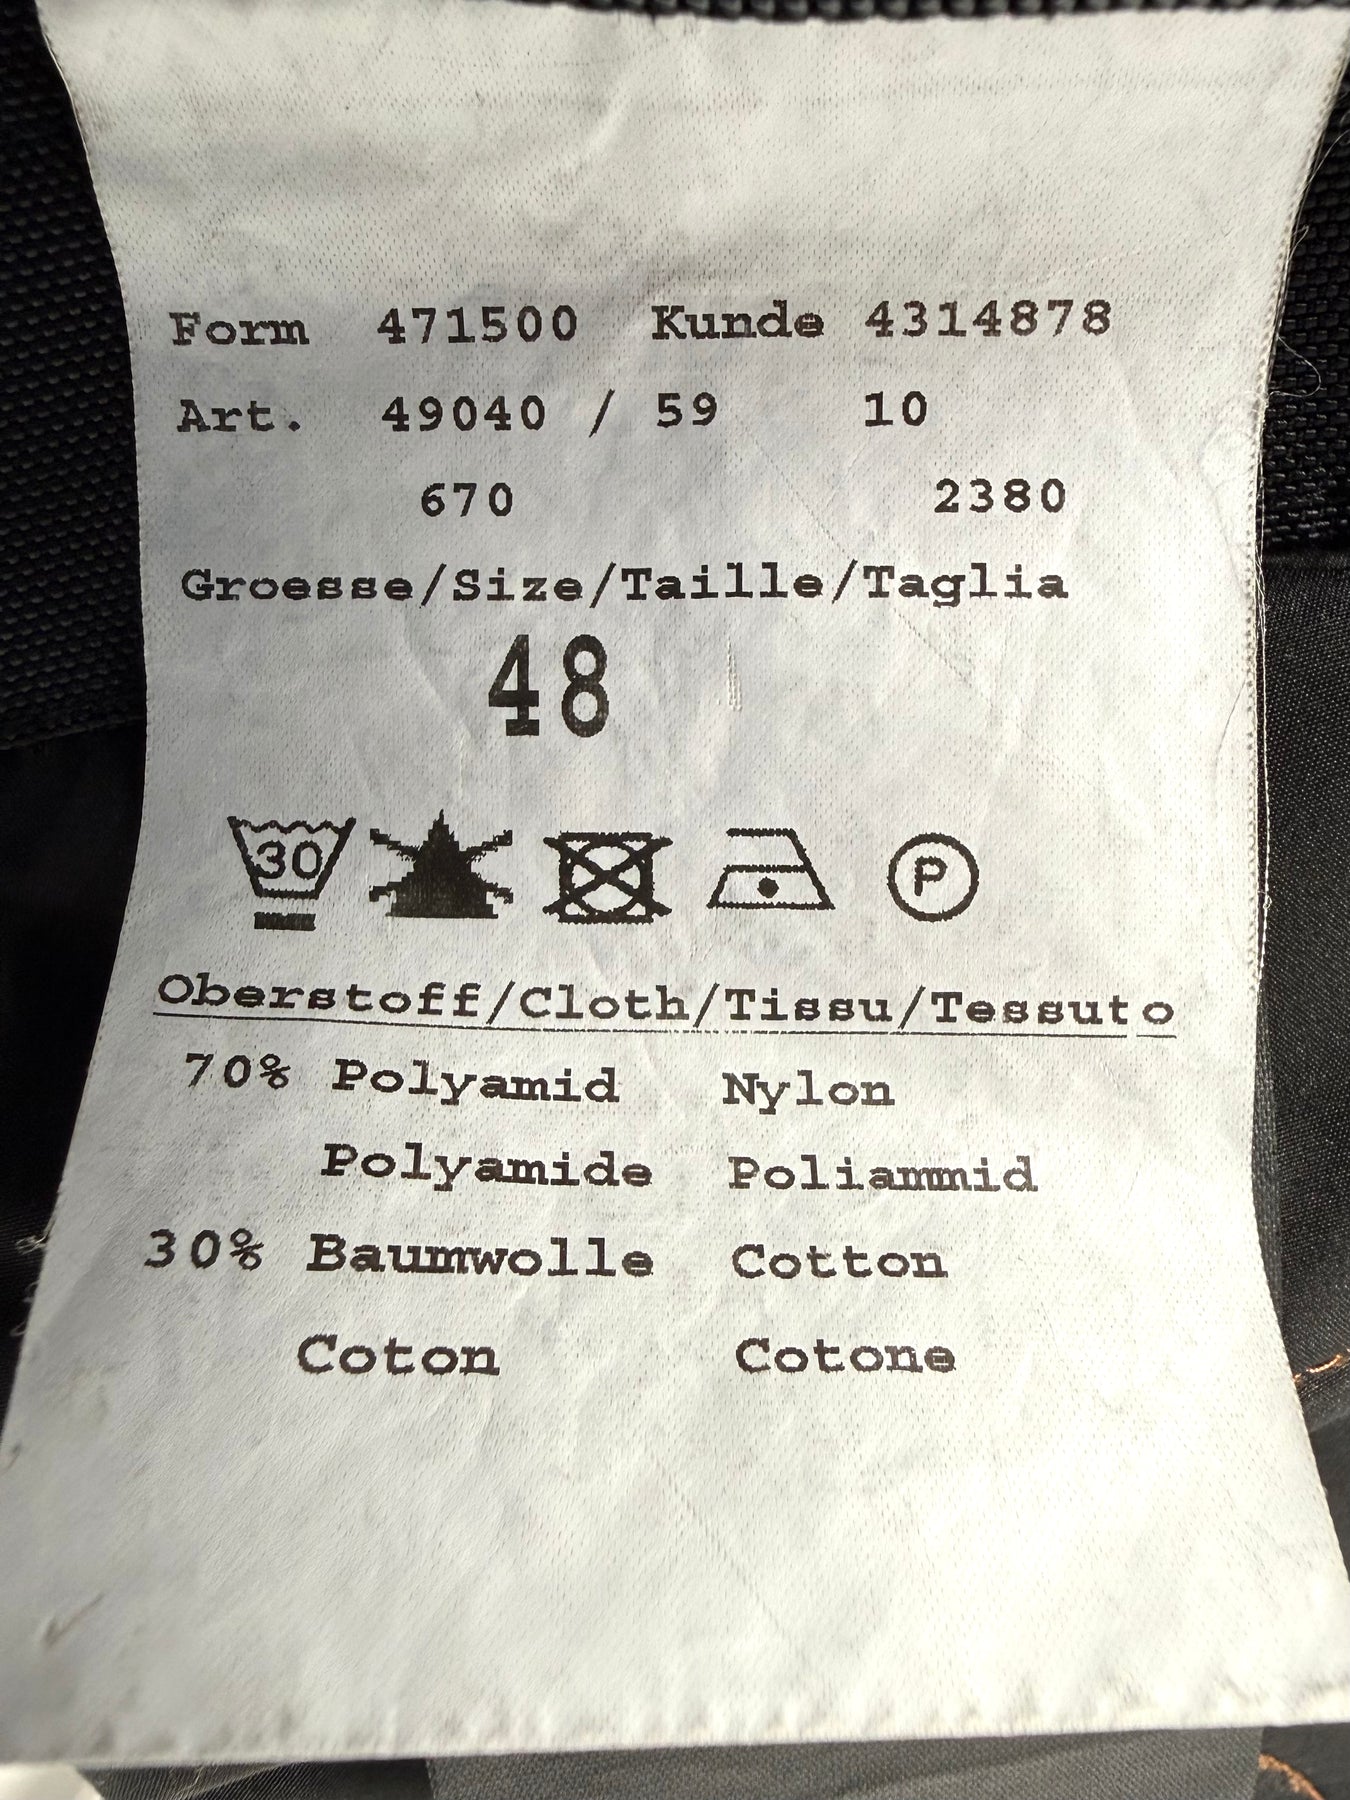 Form 471500 Kunde 4314878
Art. 49040 / 59 10
670 2380
Groesse/Size/Taille/Taglia
48
30 P
Oberstoff/Cloth/Tissu/Tessuto
70% Polyamid Nylon
Polyamide Poliammid
30% Baumwolle Cotton
Coton Cotone